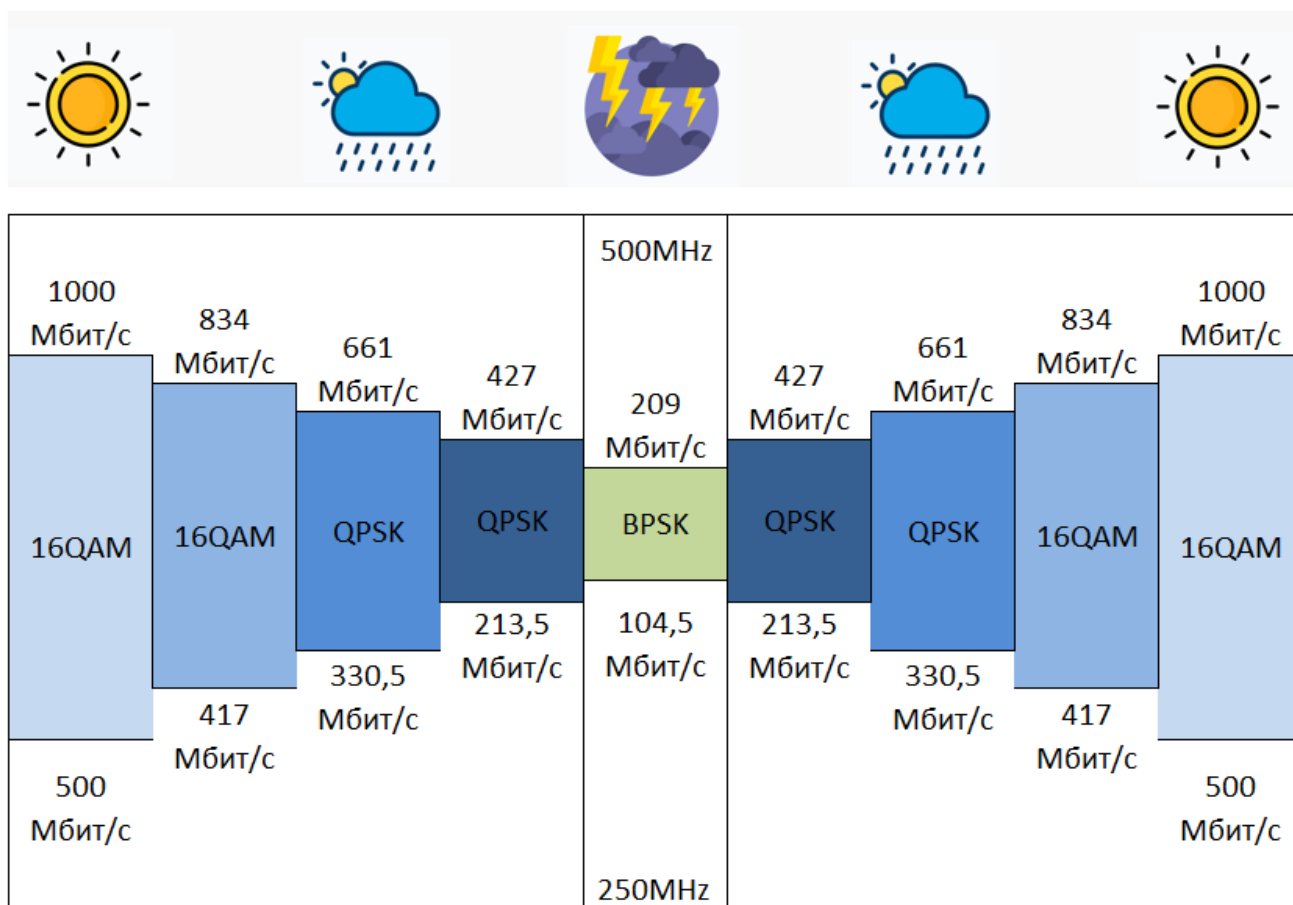 500MHz
1000
Мбит/с
834
Мбит/с
661
Мбит/с
427
Мбит/с
209
Мбит/с
427
Мбит/с
661
Мбит/с
834
Мбит/с
1000
Мбит/с
16QAM
16QAM
QPSK
QPSK
BPSK
QPSK
QPSK
16QAM
16QAM
500
Мбит/с
417
Мбит/с
330,5
Мбит/с
213,5
Мбит/с
104,5
Мбит/с
213,5
Мбит/с
330,5
Мбит/с
417
Мбит/с
500
Мбит/с
250MHz